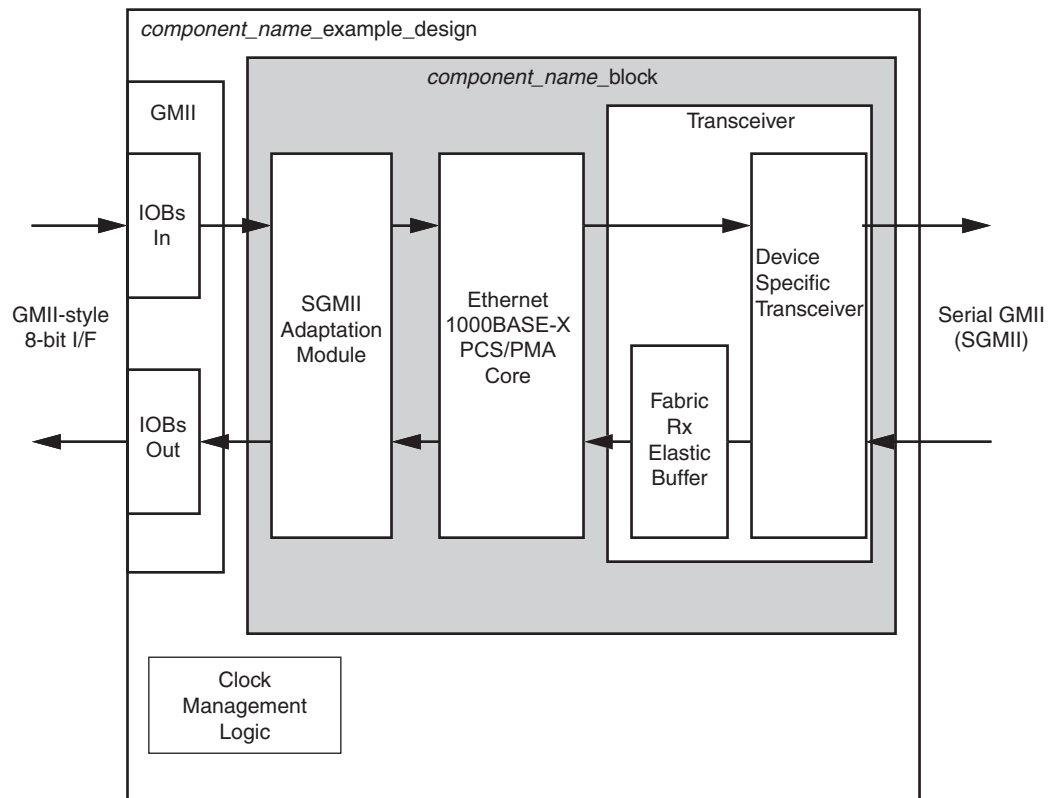 component_name_example_design
component_name_block
GMII
Transceiver
IOBs
In
GMII-style
8-bit I/F
SGMII
Adaptation
Module
Ethernet
1000BASE-X
PCS/PMA
Core
Device
Specific
Transceiver
Serial GMII
(SGMII)
IOBs
Out
Fabric
Rx
Elastic
Buffer
Clock
Management
Logic